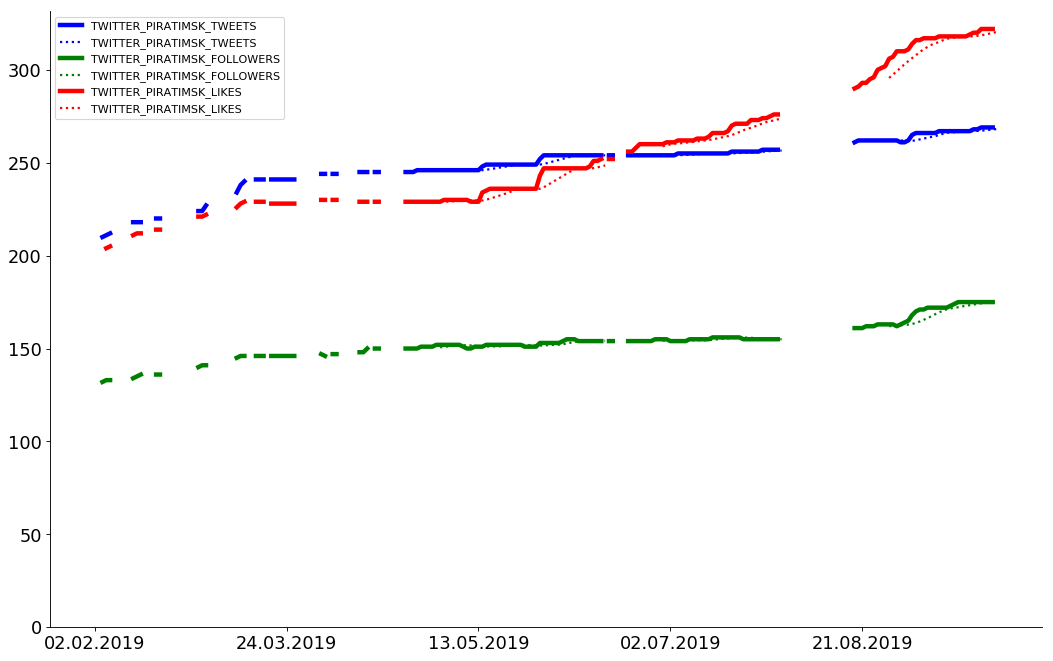 TWITTER_PIRATIMSK_TWEETS
TWITTER_PIRATIMSK_TWEETS
TWITTER_PIRATIMSK_FOLLOWERS
TWITTER_PIRATIMSK_FOLLOWERS
TWITTER_PIRATIMSK_LIKES
TWITTER_PIRATIMSK_LIKES
300
250
200
150
100
50
0
02.02.2019 24.03.2019 13.05.2019 02.07.2019 21.08.2019